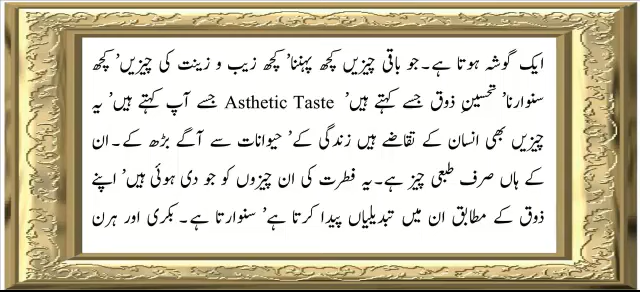 ایک گوشہ ہوتا ہے۔ جو باقی چیزیں کچھ پہننا‘ کچھ زیب و زینت کی چیزیں‘ کچھ
سنوارنا‘ تحسینِ ذوق جسے کہتے ہیں‘ Asthetic Taste جسے آپ کہتے ہیں‘ یہ
چیزیں بھی انسان کے تقاضے ہیں زندگی کے‘ حیوانات سے آگے بڑھ کے۔ ان
کے ہاں صرف طبعی چیز ہے۔ یہ فطرت کی ان چیزوں کو جو دی ہوئی ہیں‘ اپنے
ذوق کے مطابق ان میں تبدیلیاں پیدا کرتا ہے‘ سنوارتا ہے۔ بکری اور ہرن